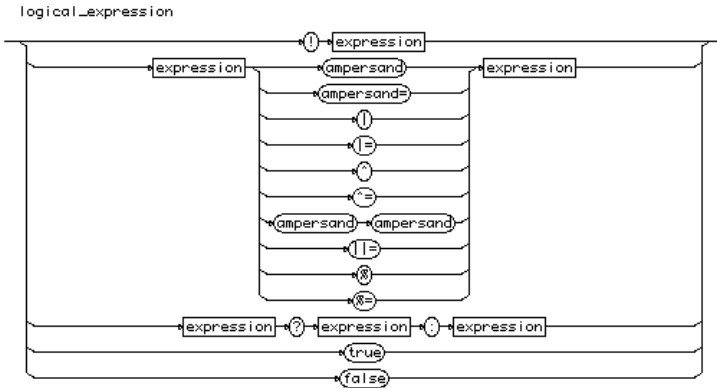 logical_expression
! expression
expression ampersand expression
ampersand=
|
|=
^
^=
ampersand ampersand
||=
%
%=
expression ? expression : expression
true
false